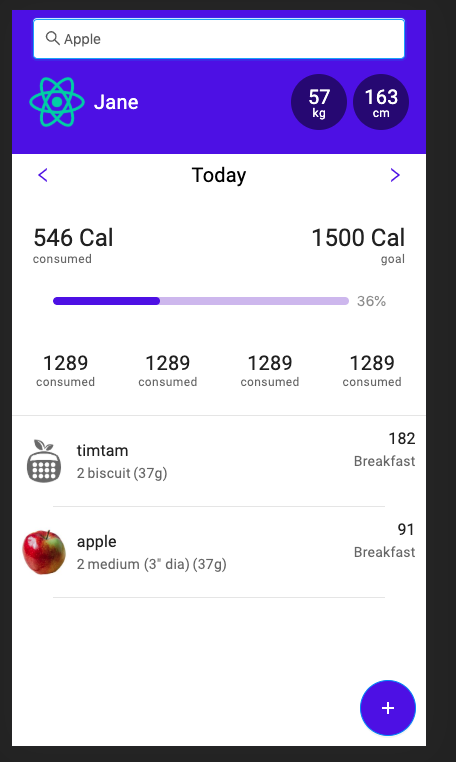 Apple
Jane
57
kg
163
cm
Today
546 Cal
1500 Cal
consumed
goal
36%
1289 1289 1289 1289
consumed consumed consumed consumed
timtam
182
2 biscuit (37g)
Breakfast
apple
91
2 medium (3" dia) (37g)
Breakfast
+